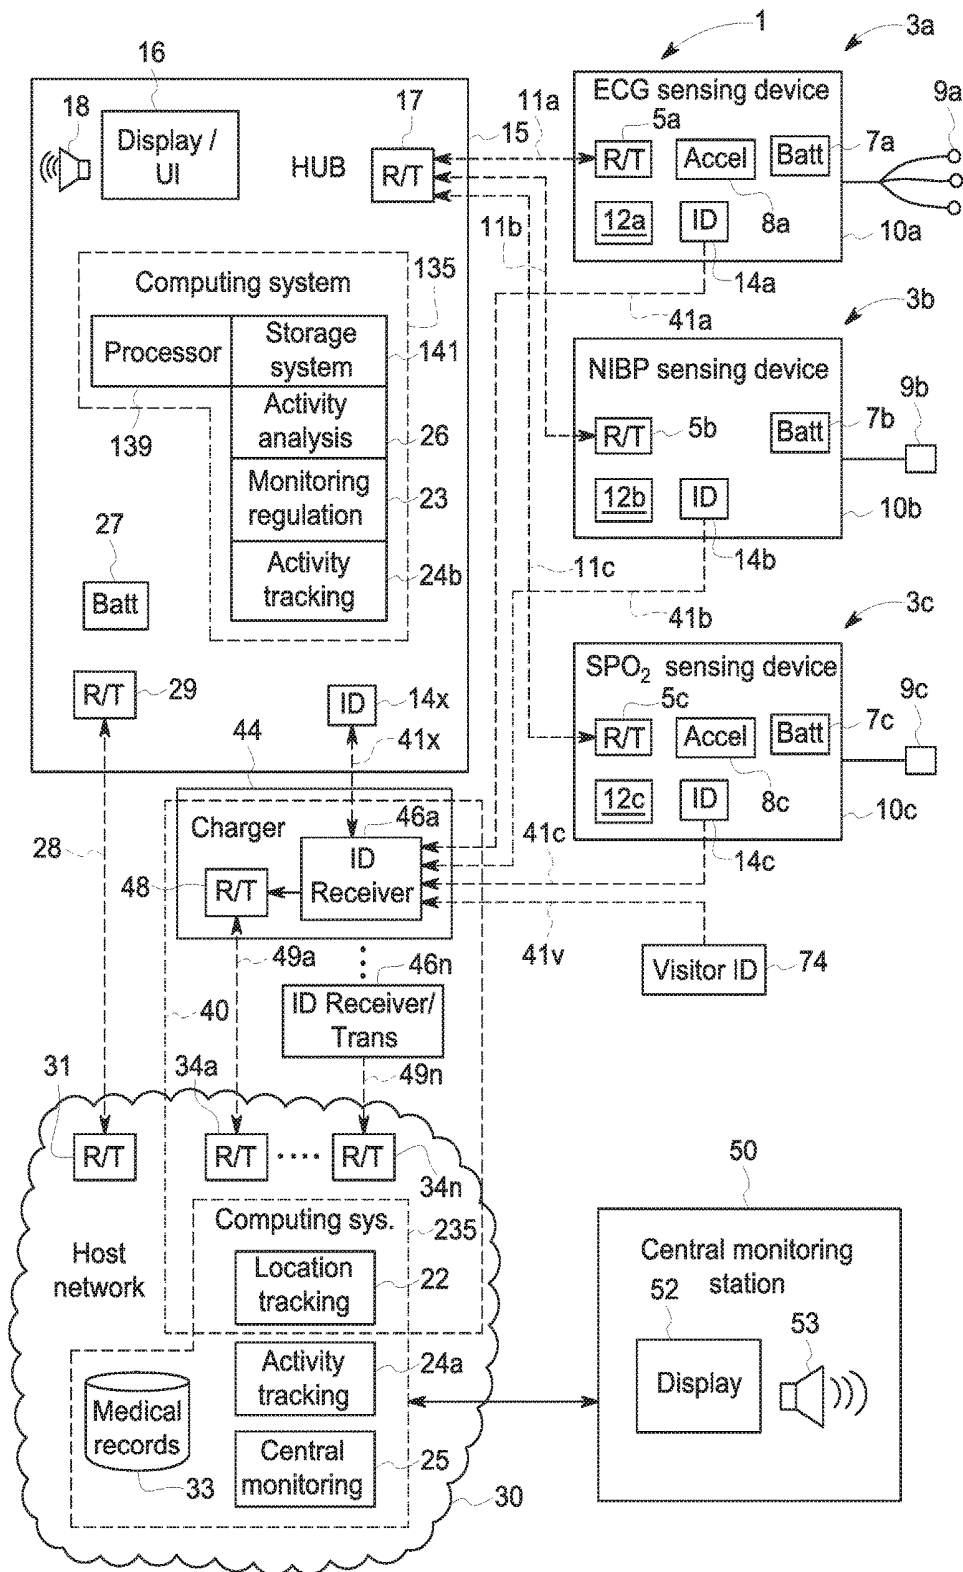 1
3a
16
18
Display /
UI
17
HUB
R/T
15
11a
ECG sensing device
5a
R/T
Accel
Batt
7a
9a
12a
ID
8a
10a
14a
11b
41a
3b
Computing system
135
Processor
Storage
system
141
139
Activity
analysis
26
Monitoring
regulation
23
Activity
tracking
24b
NIBP sensing device
R/T
5b
Batt
7b
9b
12b
ID
10b
14b
11c
41b
3c
27
Batt
R/T
29
ID
14x
41x
44
SPO2 sensing device
5c
R/T
Accel
Batt
7c
9c
12c
ID
8c
10c
14c
Charger
46a
ID
Receiver
48
R/T
41c
41v
28
49a
46n
Visitor ID
74
40
ID Receiver/
Trans
49n
31
34a
R/T
R/T
R/T
34n
Computing sys.
235
Host
network
Location
tracking
22
Activity
tracking
24a
Medical
records
33
Central
monitoring
25
30
50
Central monitoring
station
52
53
Display